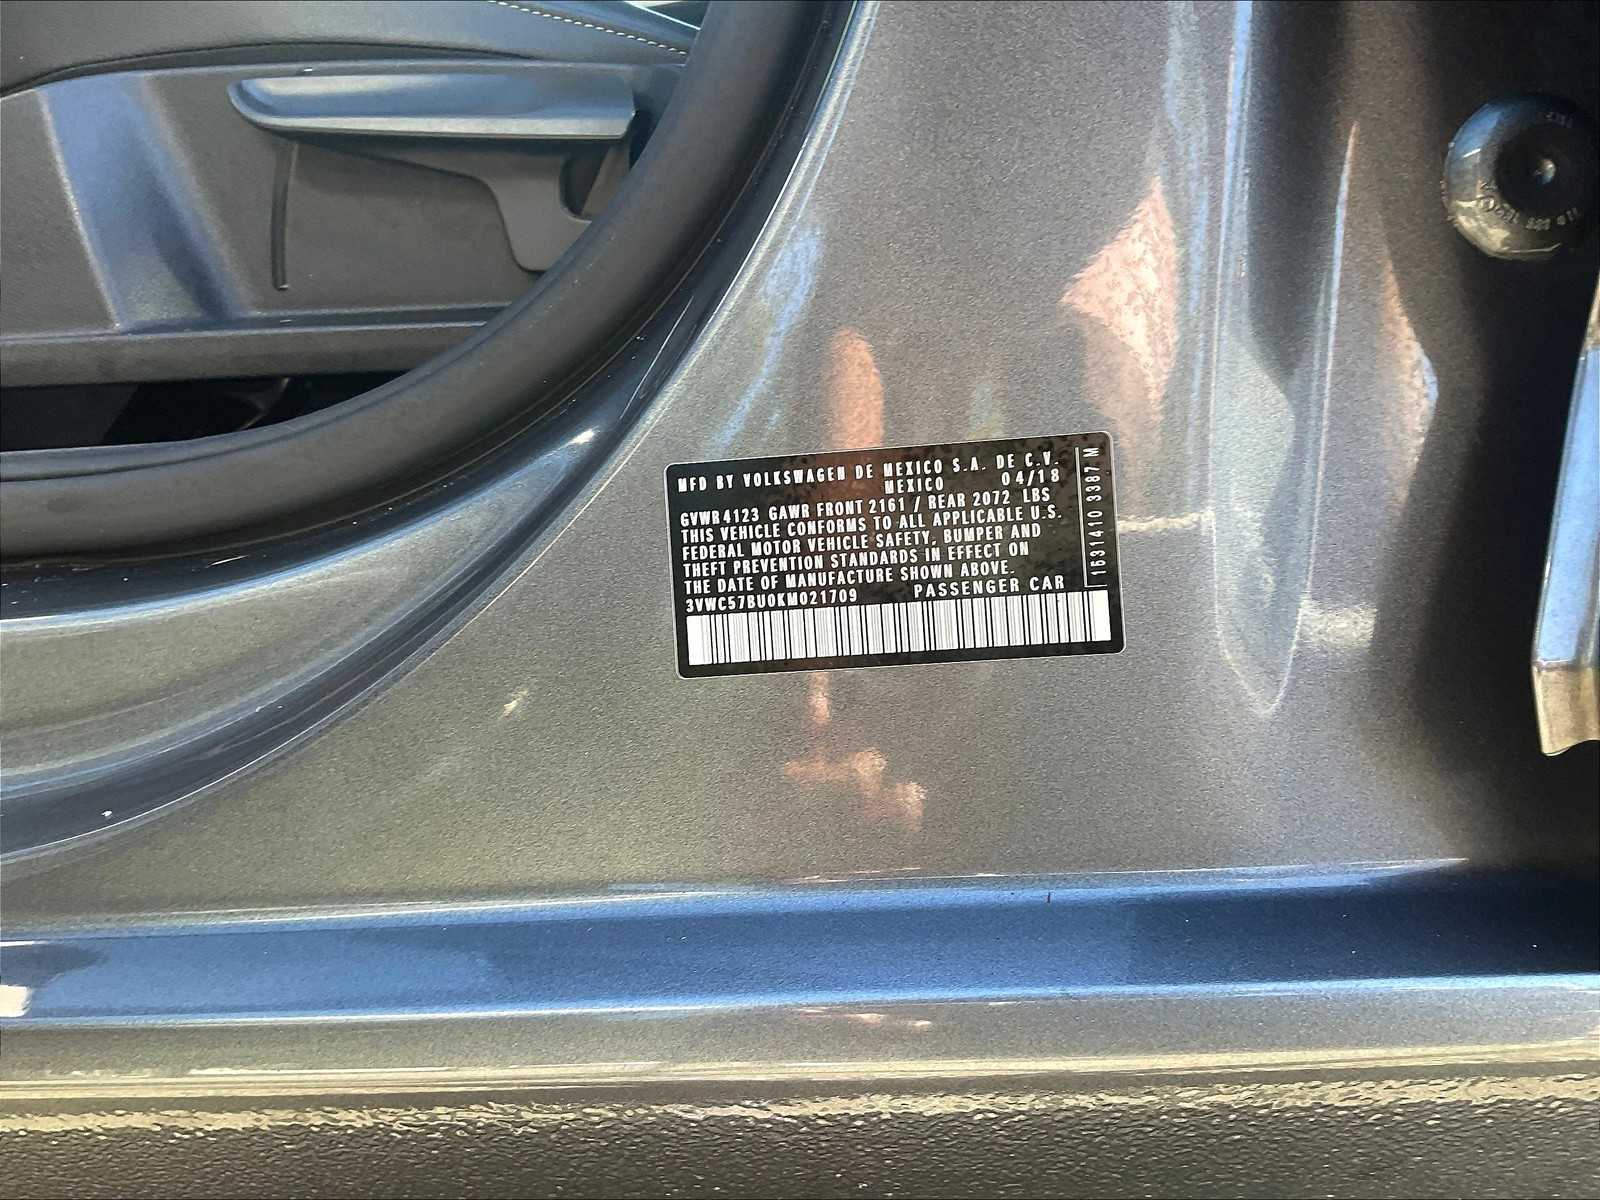 MFD BY VOLKSWAGEN DE MEXICO S.A. DE C.V.
MEXICO 04/18
GVWR 4123 GAWR FRONT 2161 / REAR 2072 LBS
THIS VEHICLE CONFORMS TO ALL APPLICABLE U.S.
FEDERAL MOTOR VEHICLE SAFETY, BUMPER AND
THEFT PREVENTION STANDARDS IN EFFECT ON
THE DATE OF MANUFACTURE SHOWN ABOVE.
3VWC57BU0KM021709 PASSENGER CAR
1531410 3387 M